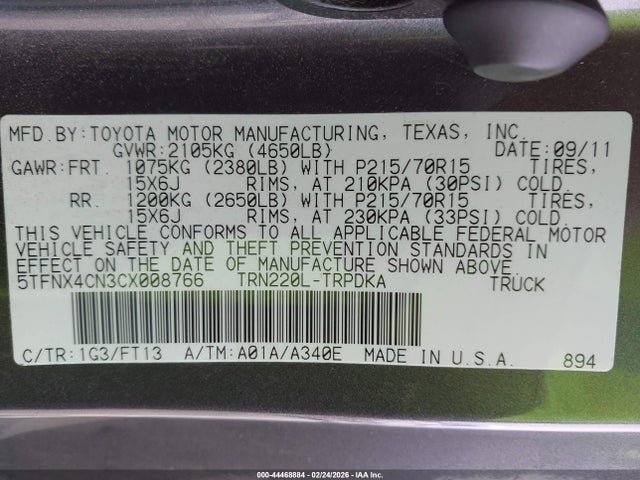 MFD.BY:TOYOTA MOTOR MANUFACTURING, TEXAS, INC.
GVWR:2105KG (4650LB) DATE:09/11
GAWR:FRT. 1075KG (2380LB) WITH P215/70R15 TIRES,
15X6J RIMS, AT 210KPA (30PSI) COLD.
RR. 1200KG (2650LB) WITH P215/70R15 TIRES,
15X6J RIMS, AT 230KPA (33PSI) COLD.
THIS VEHICLE CONFORMS TO ALL APPLICABLE FEDERAL MOTOR
VEHICLE SAFETY AND THEFT PREVENTION STANDARDS IN
EFFECT ON THE DATE OF MANUFACTURE SHOWN ABOVE.
5TFNX4CN3CX008766 TRN220L-TRPDKA TRUCK
C/TR:1G3/FT13 A/TM:A01A/A340E MADE IN U.S.A. 894
000-44468884 - 02/24/2026 - IAA Inc.